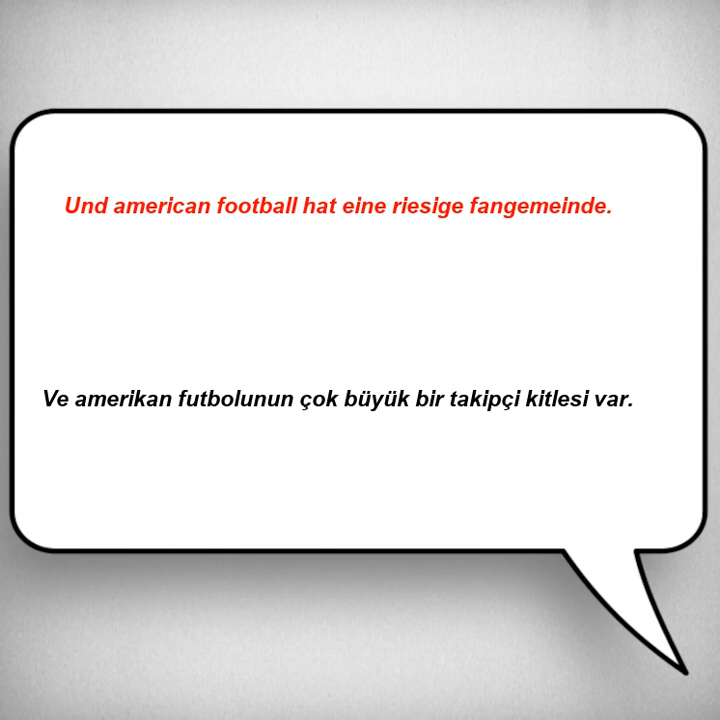 Und american football hat eine riesige fangemeinde.
Ve amerikan futbolunun çok büyük bir takipçi kitlesi var.